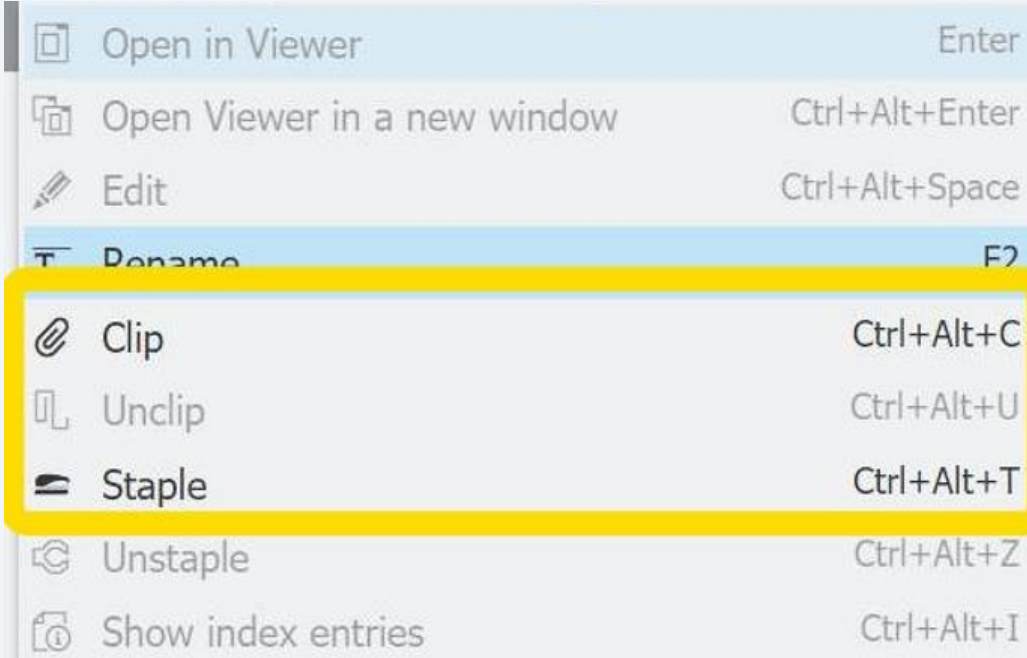 Open in Viewer Enter
Open Viewer in a new window Ctrl+Alt+Enter
Edit Ctrl+Alt+Space
Rename F2
Clip Ctrl+Alt+C
Unclip Ctrl+Alt+U
Staple Ctrl+Alt+T
Unstaple Ctrl+Alt+Z
Show index entries Ctrl+Alt+I